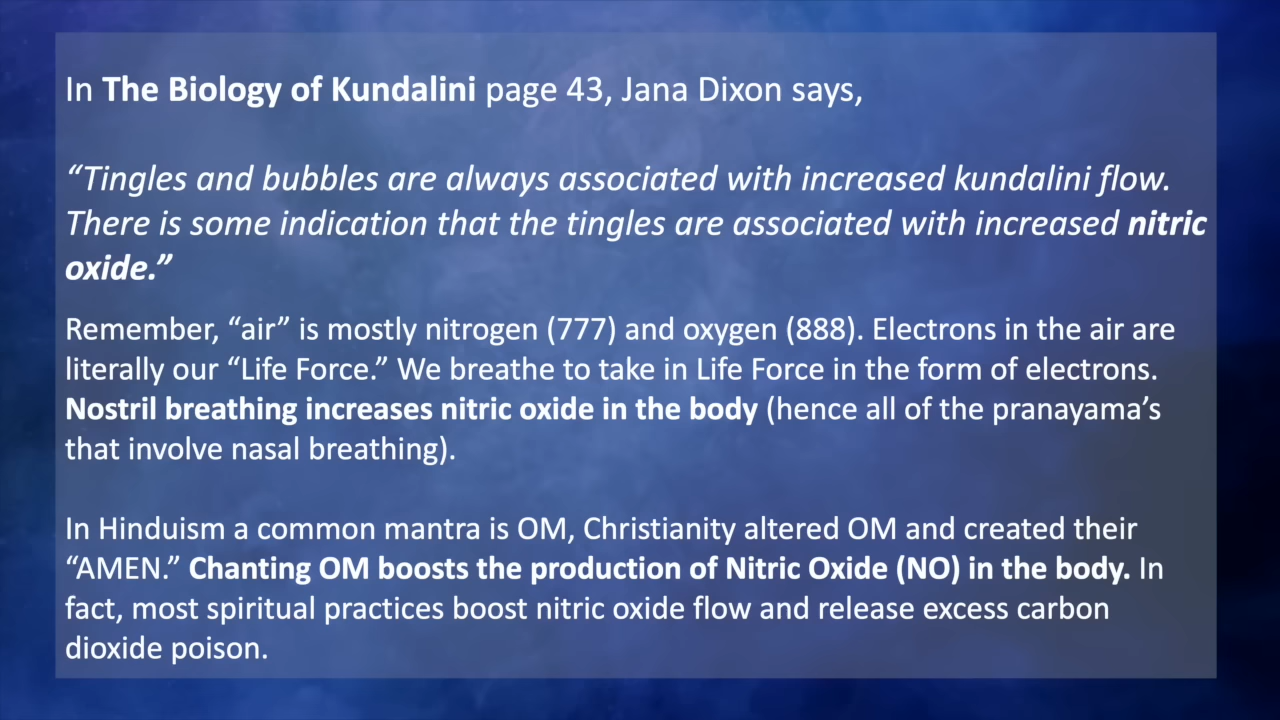 In The Biology of Kundalini page 43, Jana Dixon says,
“Tingles and bubbles are always associated with increased kundalini flow.
There is some indication that the tingles are associated with increased nitric
oxide.”
Remember, “air” is mostly nitrogen (777) and oxygen (888). Electrons in the air are
literally our “Life Force.” We breathe to take in Life Force in the form of electrons.
Nostril breathing increases nitric oxide in the body (hence all of the pranayama’s
that involve nasal breathing).
In Hinduism a common mantra is OM, Christianity altered OM and created their
“AMEN.” Chanting OM boosts the production of Nitric Oxide (NO) in the body. In
fact, most spiritual practices boost nitric oxide flow and release excess carbon
dioxide poison.